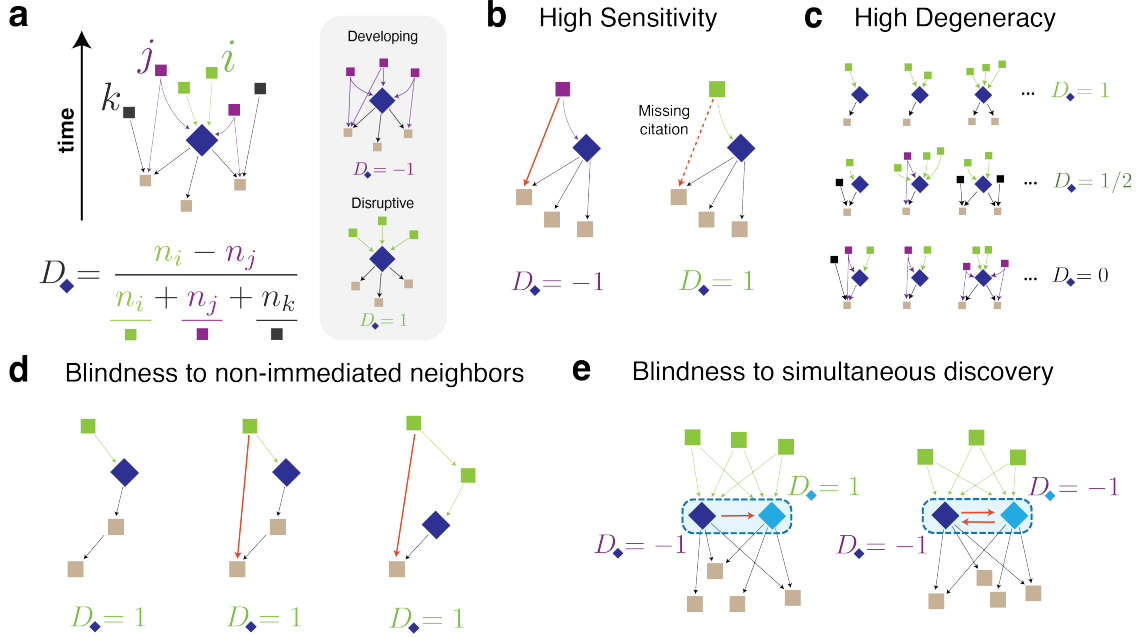 a
time
k
j
i
D◆ = (n_i − n_j) / (n_i + n_j + n_k)
Developing
D◆ = −1
Disruptive
D◆ = 1
b High Sensitivity
Missing
citation
D◆ = −1
D◆ = 1
c High Degeneracy
... D◆ = 1
... D◆ = 1/2
... D◆ = 0
d Blindness to non-immediated neighbors
D◆ = 1
D◆ = 1
D◆ = 1
e Blindness to simultaneous discovery
D◆ = 1
D◆ = −1
D◆ = −1
D◆ = −1